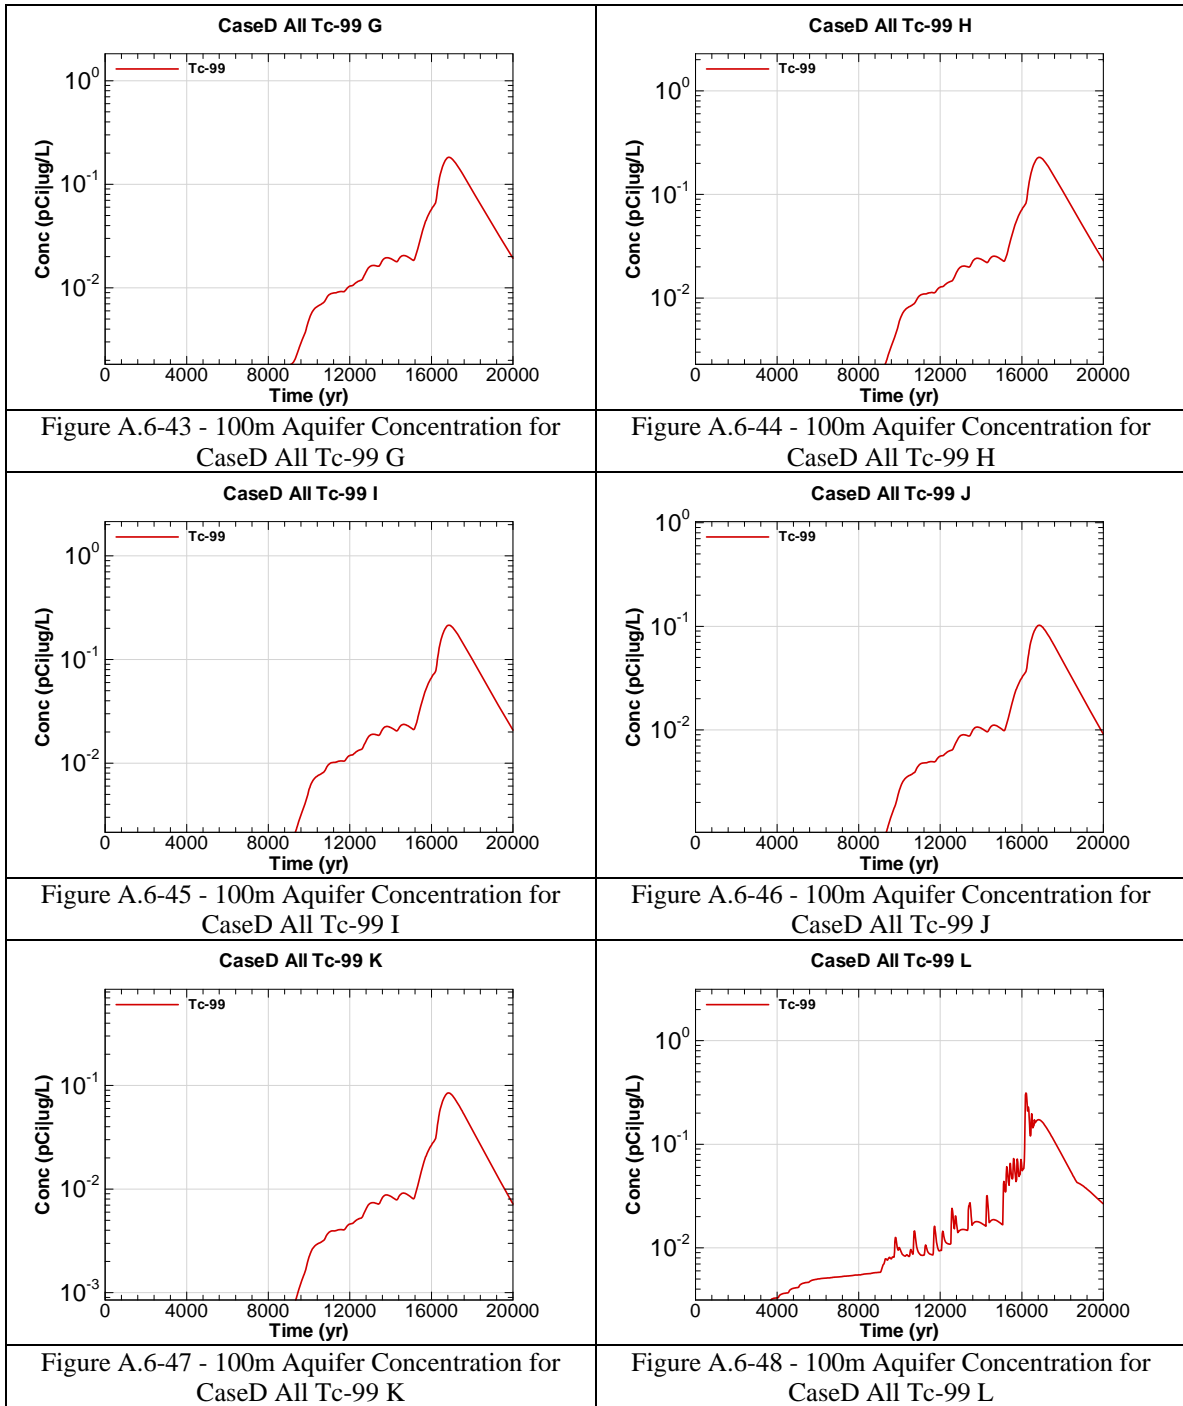 CaseD All Tc-99 G
Tc-99
10^0
10^-1
10^-2
Conc (pCi|ug/L)
0 4000 8000 12000 16000 20000
Time (yr)
Figure A.6-43 - 100m Aquifer Concentration for
CaseD All Tc-99 G
CaseD All Tc-99 H
Tc-99
10^0
10^-1
10^-2
Conc (pCi|ug/L)
0 4000 8000 12000 16000 20000
Time (yr)
Figure A.6-44 - 100m Aquifer Concentration for
CaseD All Tc-99 H
CaseD All Tc-99 I
Tc-99
10^0
10^-1
10^-2
Conc (pCi|ug/L)
0 4000 8000 12000 16000 20000
Time (yr)
Figure A.6-45 - 100m Aquifer Concentration for
CaseD All Tc-99 I
CaseD All Tc-99 J
Tc-99
10^0
10^-1
10^-2
Conc (pCi|ug/L)
0 4000 8000 12000 16000 20000
Time (yr)
Figure A.6-46 - 100m Aquifer Concentration for
CaseD All Tc-99 J
CaseD All Tc-99 K
Tc-99
10^-1
10^-2
10^-3
Conc (pCi|ug/L)
0 4000 8000 12000 16000 20000
Time (yr)
Figure A.6-47 - 100m Aquifer Concentration for
CaseD All Tc-99 K
CaseD All Tc-99 L
Tc-99
10^0
10^-1
10^-2
Conc (pCi|ug/L)
0 4000 8000 12000 16000 20000
Time (yr)
Figure A.6-48 - 100m Aquifer Concentration for
CaseD All Tc-99 L